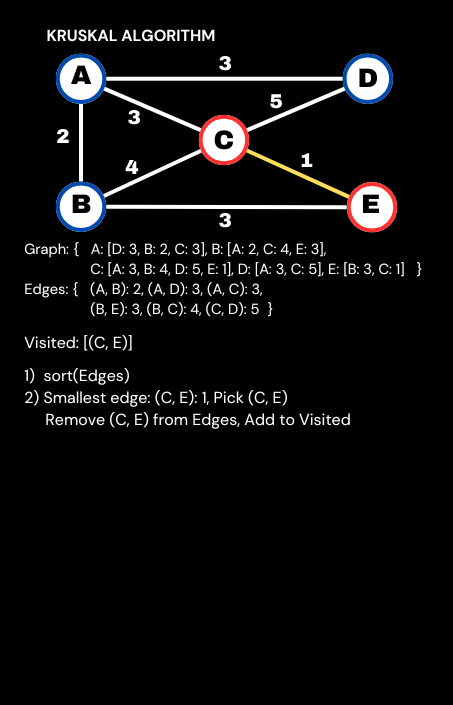 KRUSKAL ALGORITHM
3
A
D
5
3
2
C
4
1
B
E
3
Graph: { A: [D: 3, B: 2, C: 3], B: [A: 2, C: 4, E: 3],
C: [A: 3, B: 4, D: 5, E: 1], D: [A: 3, C: 5], E: [B: 3, C: 1] }
Edges: { (A, B): 2, (A, D): 3, (A, C): 3,
(B, E): 3, (B, C): 4, (C, D): 5 }
Visited: [(C, E)]
1) sort(Edges)
2) Smallest edge: (C, E): 1, Pick (C, E)
Remove (C, E) from Edges, Add to Visited